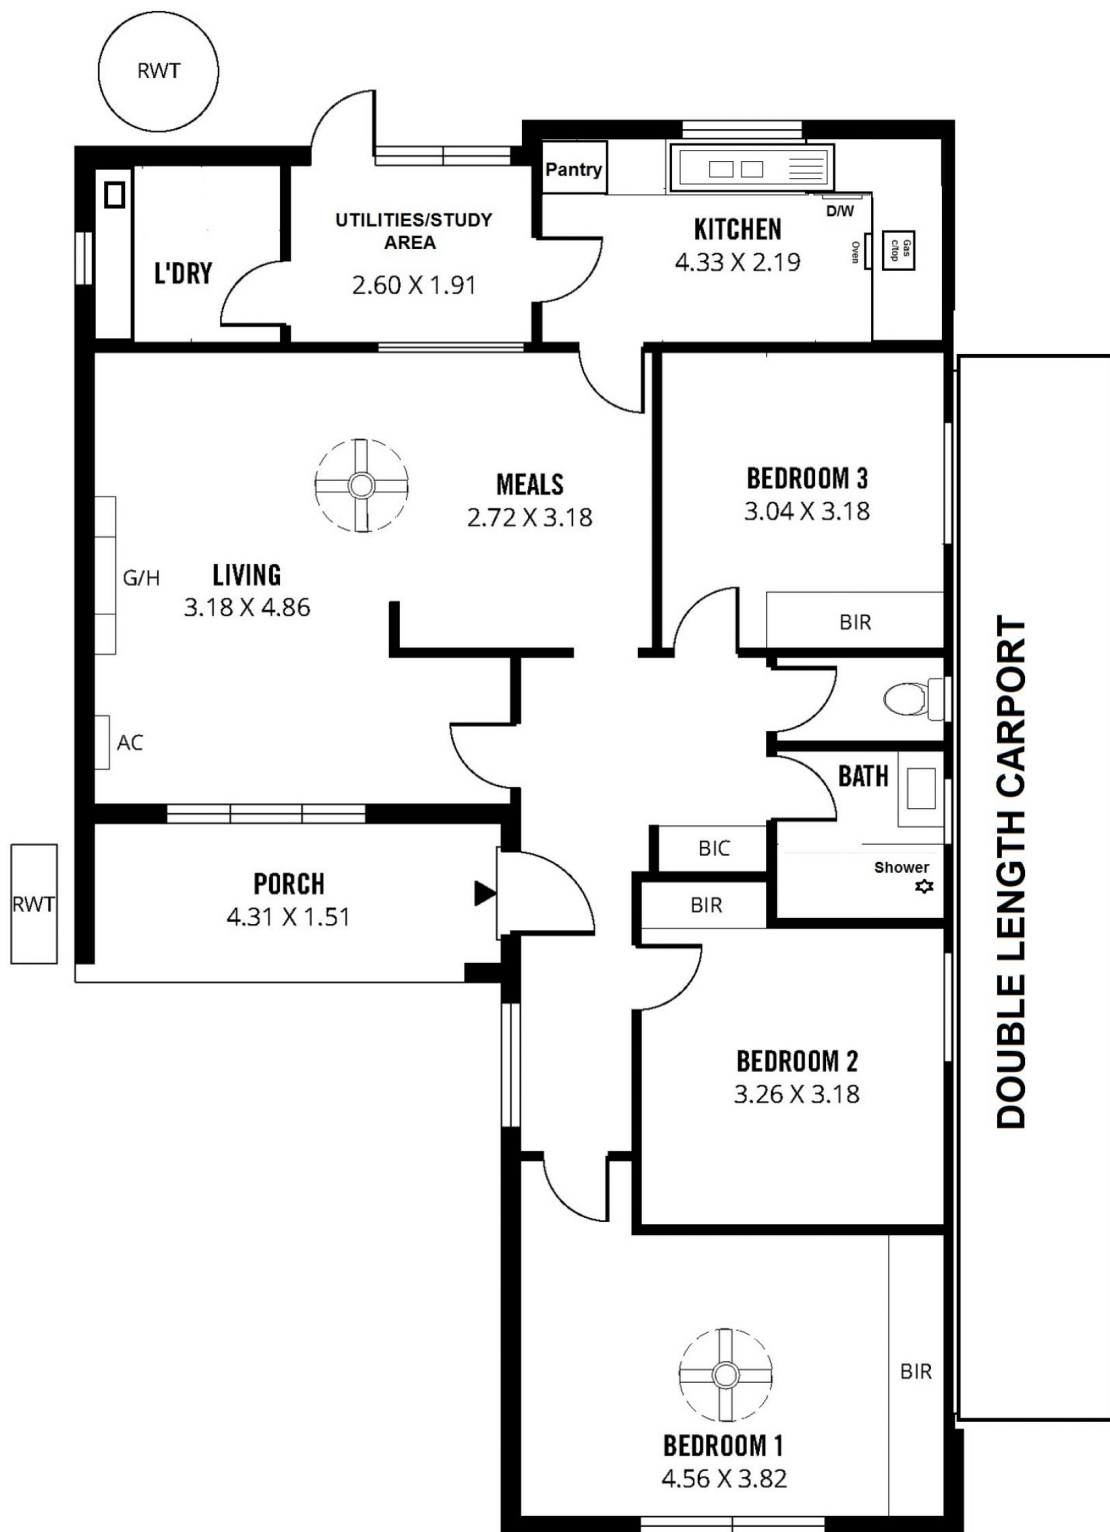 RWT
Pantry
UTILITIES/STUDY
AREA
2.60 X 1.91
KITCHEN
4.33 X 2.19
D/W
Oven
Gas
c/top
L'DRY
MEALS
2.72 X 3.18
BEDROOM 3
3.04 X 3.18
G/H
LIVING
3.18 X 4.86
BIR
AC
BATH
Shower
BIC
BIR
PORCH
4.31 X 1.51
RWT
DOUBLE LENGTH CARPORT
BEDROOM 2
3.26 X 3.18
BIR
BEDROOM 1
4.56 X 3.82